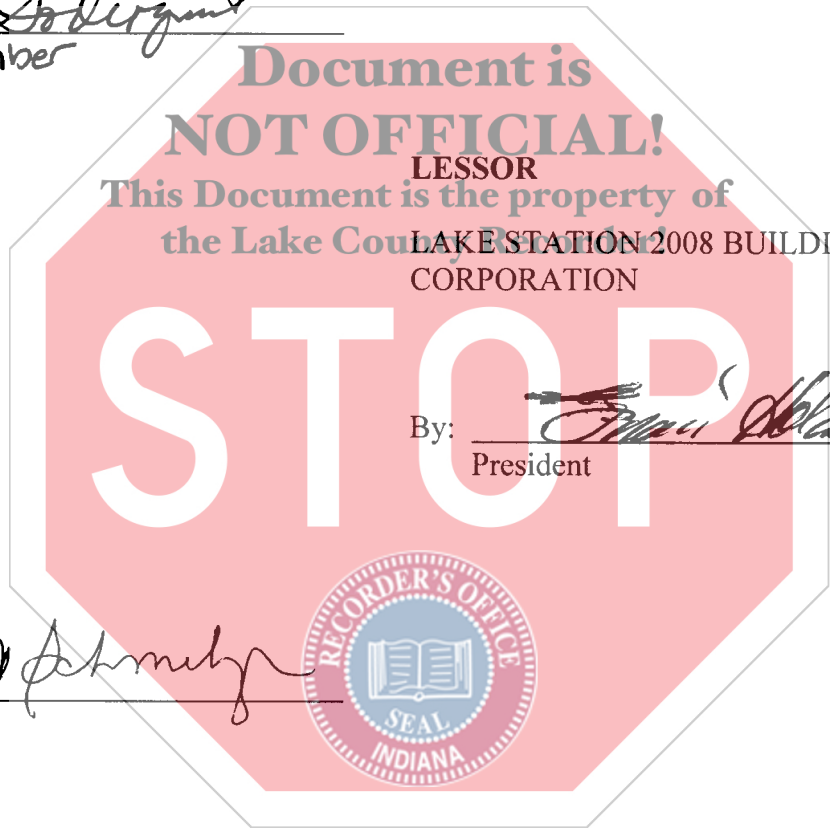 Document is
NOT OFFICIAL!
This Document is the property of
the Lake County Recorder!
LESSOR
LAKE STATION 2008 BUILDI
CORPORATION
STOP
By:
President
RECORDER'S OFFICE
SEAL
INDIANA